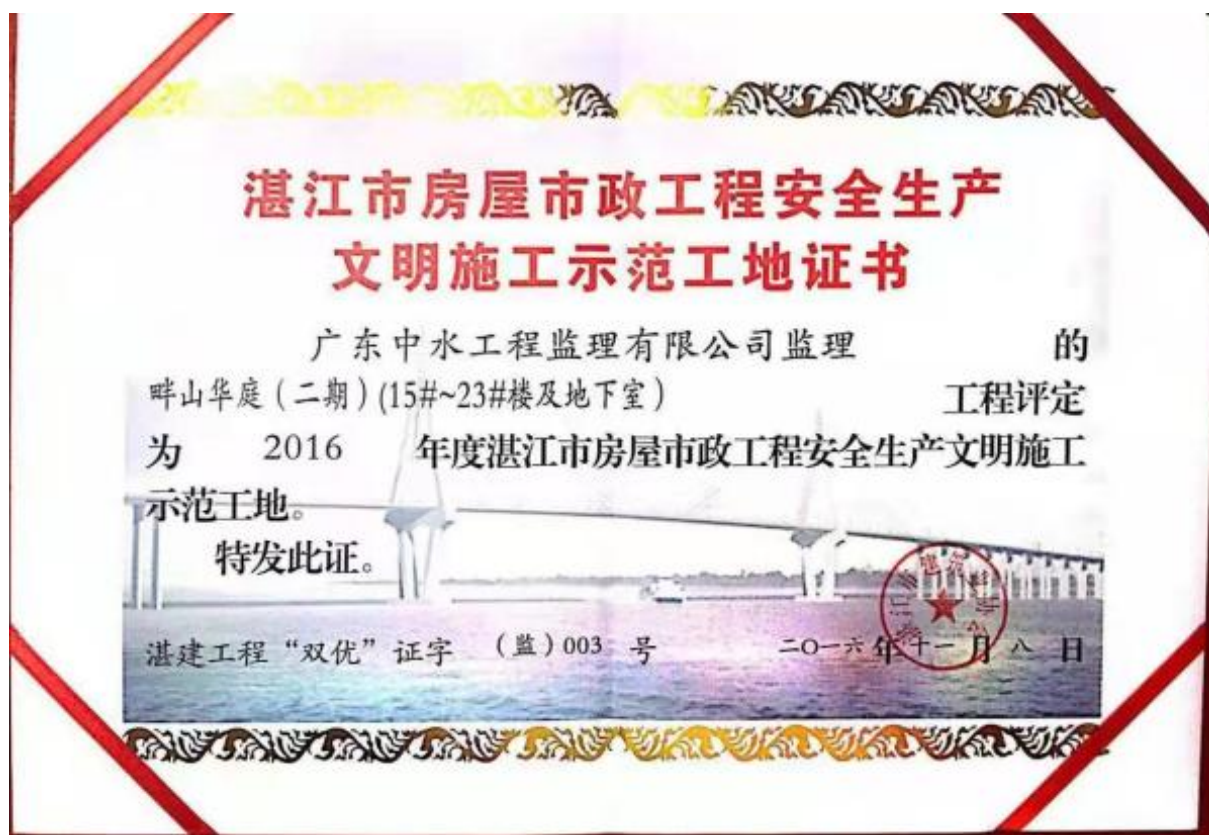 湛江市房屋市政工程安全生产
文明施工示范工地证书
广东中水工程监理有限公司监理 的
畔山华庭(二期)(15#~23#楼及地下室) 工程评定
为 2016 年度湛江市房屋市政工程安全生产文明施工
示范工地。
特发此证。
湛建工程“双优”证字 (监)003 号 二〇一六年十一月八日